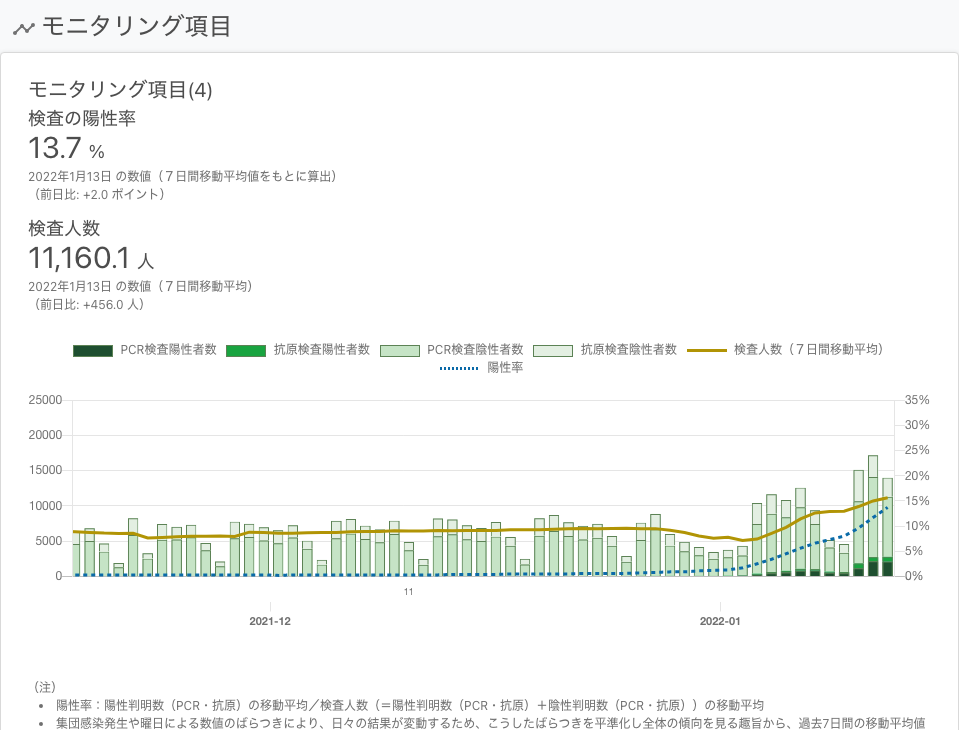 モニタリング項目
モニタリング項目(4)
検査の陽性率
13.7 %
2022年1月13日 の数値（７日間移動平均値をもとに算出）
（前日比: +2.0 ポイント）
検査人数
11,160.1 人
2022年1月13日 の数値（７日間移動平均）
（前日比: +456.0 人）
PCR検査陽性者数 抗原検査陽性者数 PCR検査陰性者数 抗原検査陰性者数 検査人数（７日間移動平均）
陽性率
25000 35%
30%
20000
25%
15000 20%
15%
10000
10%
5000
5%
0 0%
11
2021-12 2022-01
（注）
• 陽性率：陽性判明数（PCR・抗原）の移動平均／検査人数（＝陽性判明数（PCR・抗原）＋陰性判明数（PCR・抗原））の移動平均
• 集団感染発生や曜日による数値のばらつきにより、日々の結果が変動するため、こうしたばらつきを平準化し全体の傾向を見る趣旨から、過去7日間の移動平均値